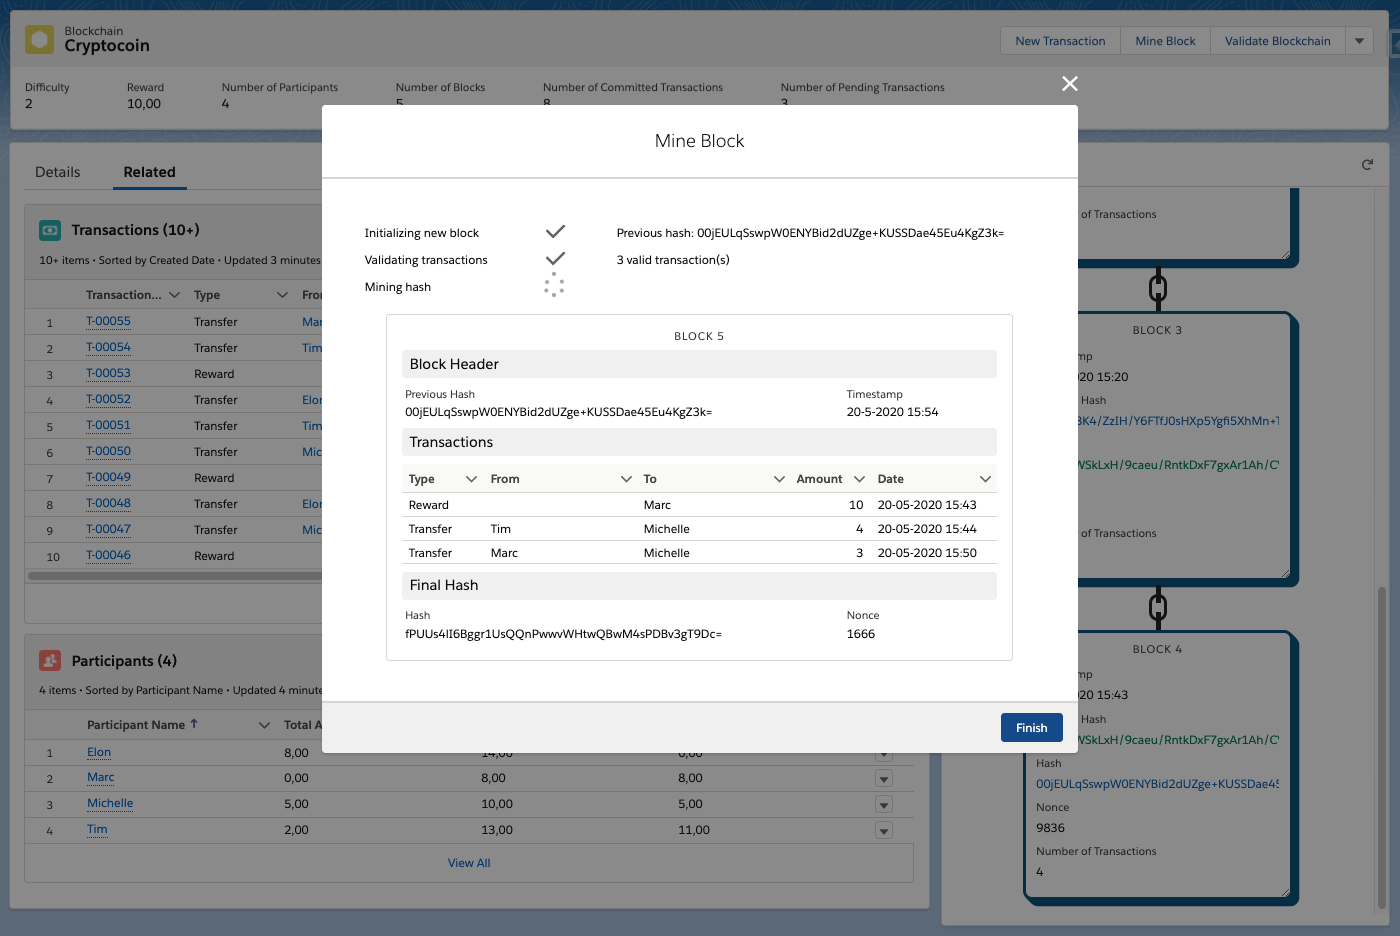 Blockchain
Cryptocoin
New Transaction
Mine Block
Validate Blockchain
Difficulty
2
Reward
10,00
Number of Participants
4
Number of Blocks
5
Number of Committed Transactions
8
Number of Pending Transactions
3
Details
Related
Transactions (10+)
10+ items • Sorted by Created Date • Updated 3 minutes
Transaction... Type Fro
1 T-00055 Transfer Mar
2 T-00054 Transfer Tim
3 T-00053 Reward
4 T-00052 Transfer Elor
5 T-00051 Transfer Tim
6 T-00050 Transfer Mic
7 T-00049 Reward
8 T-00048 Transfer Elor
9 T-00047 Transfer Mic
10 T-00046 Reward
Participants (4)
4 items • Sorted by Participant Name • Updated 4 minute
Participant Name Total A
1 Elon 8,00 14,00 6,00
2 Marc 0,00 8,00 8,00
3 Michelle 5,00 10,00 5,00
4 Tim 2,00 13,00 11,00
View All
Mine Block
Initializing new block
Previous hash: 00jEULqSswpW0ENYBid2dUZge+KUSSDae45Eu4KgZ3k=
Validating transactions
3 valid transaction(s)
Mining hash
BLOCK 5
Block Header
Previous Hash
00jEULqSswpW0ENYBid2dUZge+KUSSDae45Eu4KgZ3k=
Timestamp
20-5-2020 15:54
Transactions
Type From To Amount Date
Reward Marc 10 20-05-2020 15:43
Transfer Tim Michelle 4 20-05-2020 15:44
Transfer Marc Michelle 3 20-05-2020 15:50
Final Hash
Hash
fPUUs4lI6Bggr1UsQQnPwwvWHtwQBwM4sPDBv3gT9Dc=
Nonce
1666
Finish
of Transactions
BLOCK 3
mp
20 15:20
Hash
3K4/ZzIH/Y6FTfJ0sHXp5Ygfi5XhMn+1
WSkLxH/9caeu/RntkDxF7gxAr1Ah/C
of Transactions
BLOCK 4
mp
20 15:43
Hash
WSkLxH/9caeu/RntkDxF7gxAr1Ah/C
Hash
00jEULqSswpW0ENYBid2dUZge+KUSSDae45
Nonce
9836
Number of Transactions
4